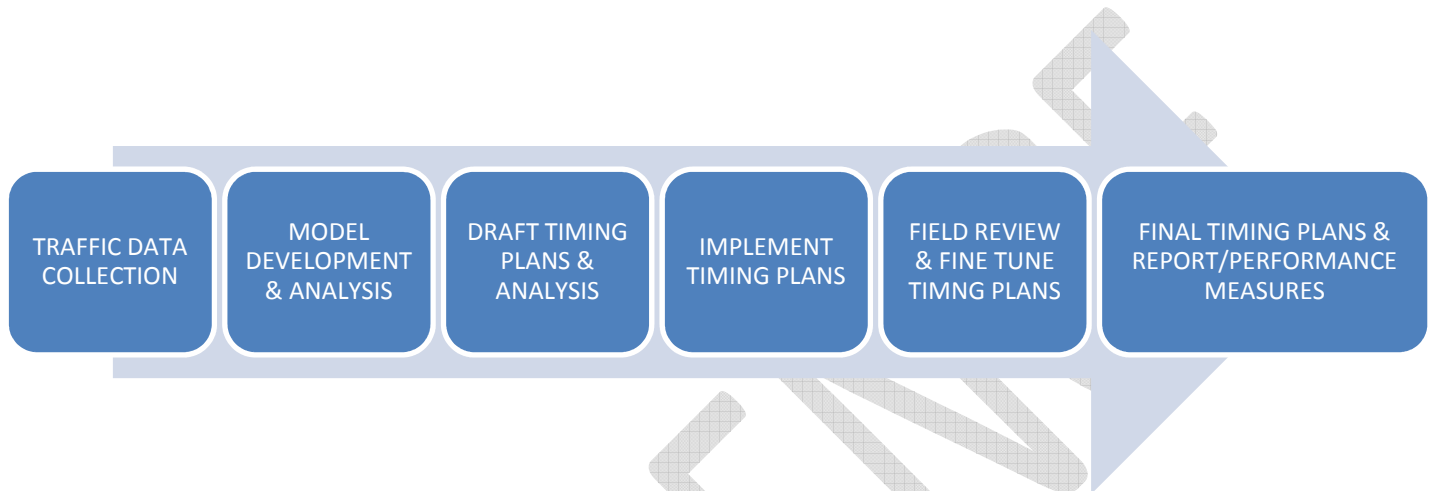 TRAFFIC DATA
COLLECTION
MODEL
DEVELOPMENT
& ANALYSIS
DRAFT TIMING
PLANS &
ANALYSIS
IMPLEMENT
TIMING PLANS
FIELD REVIEW
& FINE TUNE
TIMNG PLANS
FINAL TIMING PLANS &
REPORT/PERFORMANCE
MEASURES